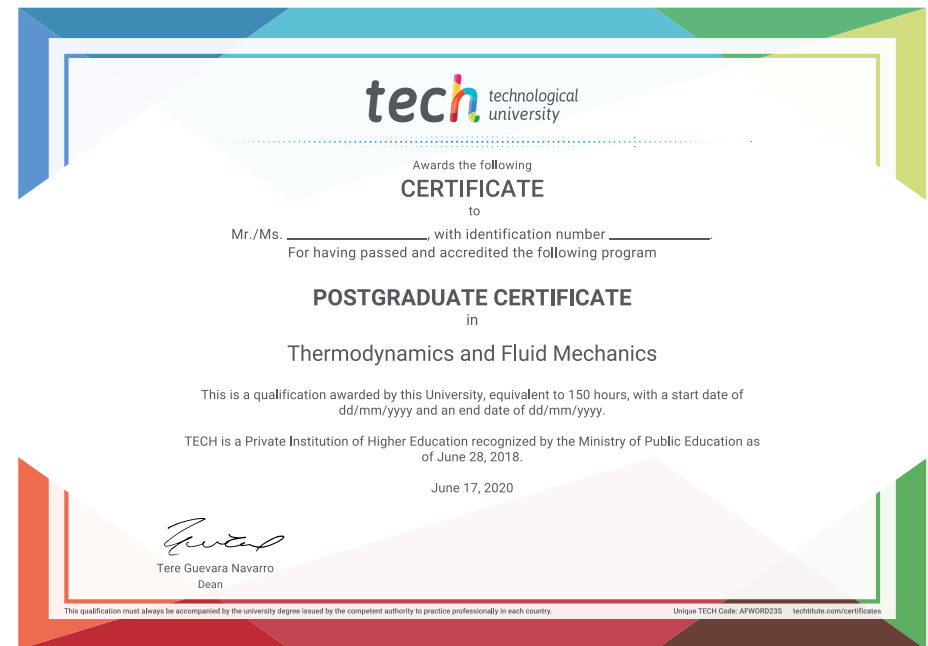 tech technological
university
Awards the following
CERTIFICATE
to
Mr./Ms. ____________________, with identification number ______________.
For having passed and accredited the following program
POSTGRADUATE CERTIFICATE
in
Thermodynamics and Fluid Mechanics
This is a qualification awarded by this University, equivalent to 150 hours, with a start date of
dd/mm/yyyy and an end date of dd/mm/yyyy.
TECH is a Private Institution of Higher Education recognized by the Ministry of Public Education as
of June 28, 2018.
June 17, 2020
Tere Guevara Navarro
Dean
This qualification must always be accompanied by the university degree issued by the competent authority to practice professionally in each country.
Unique TECH Code: AFWORD23S techtitute.com/certificates